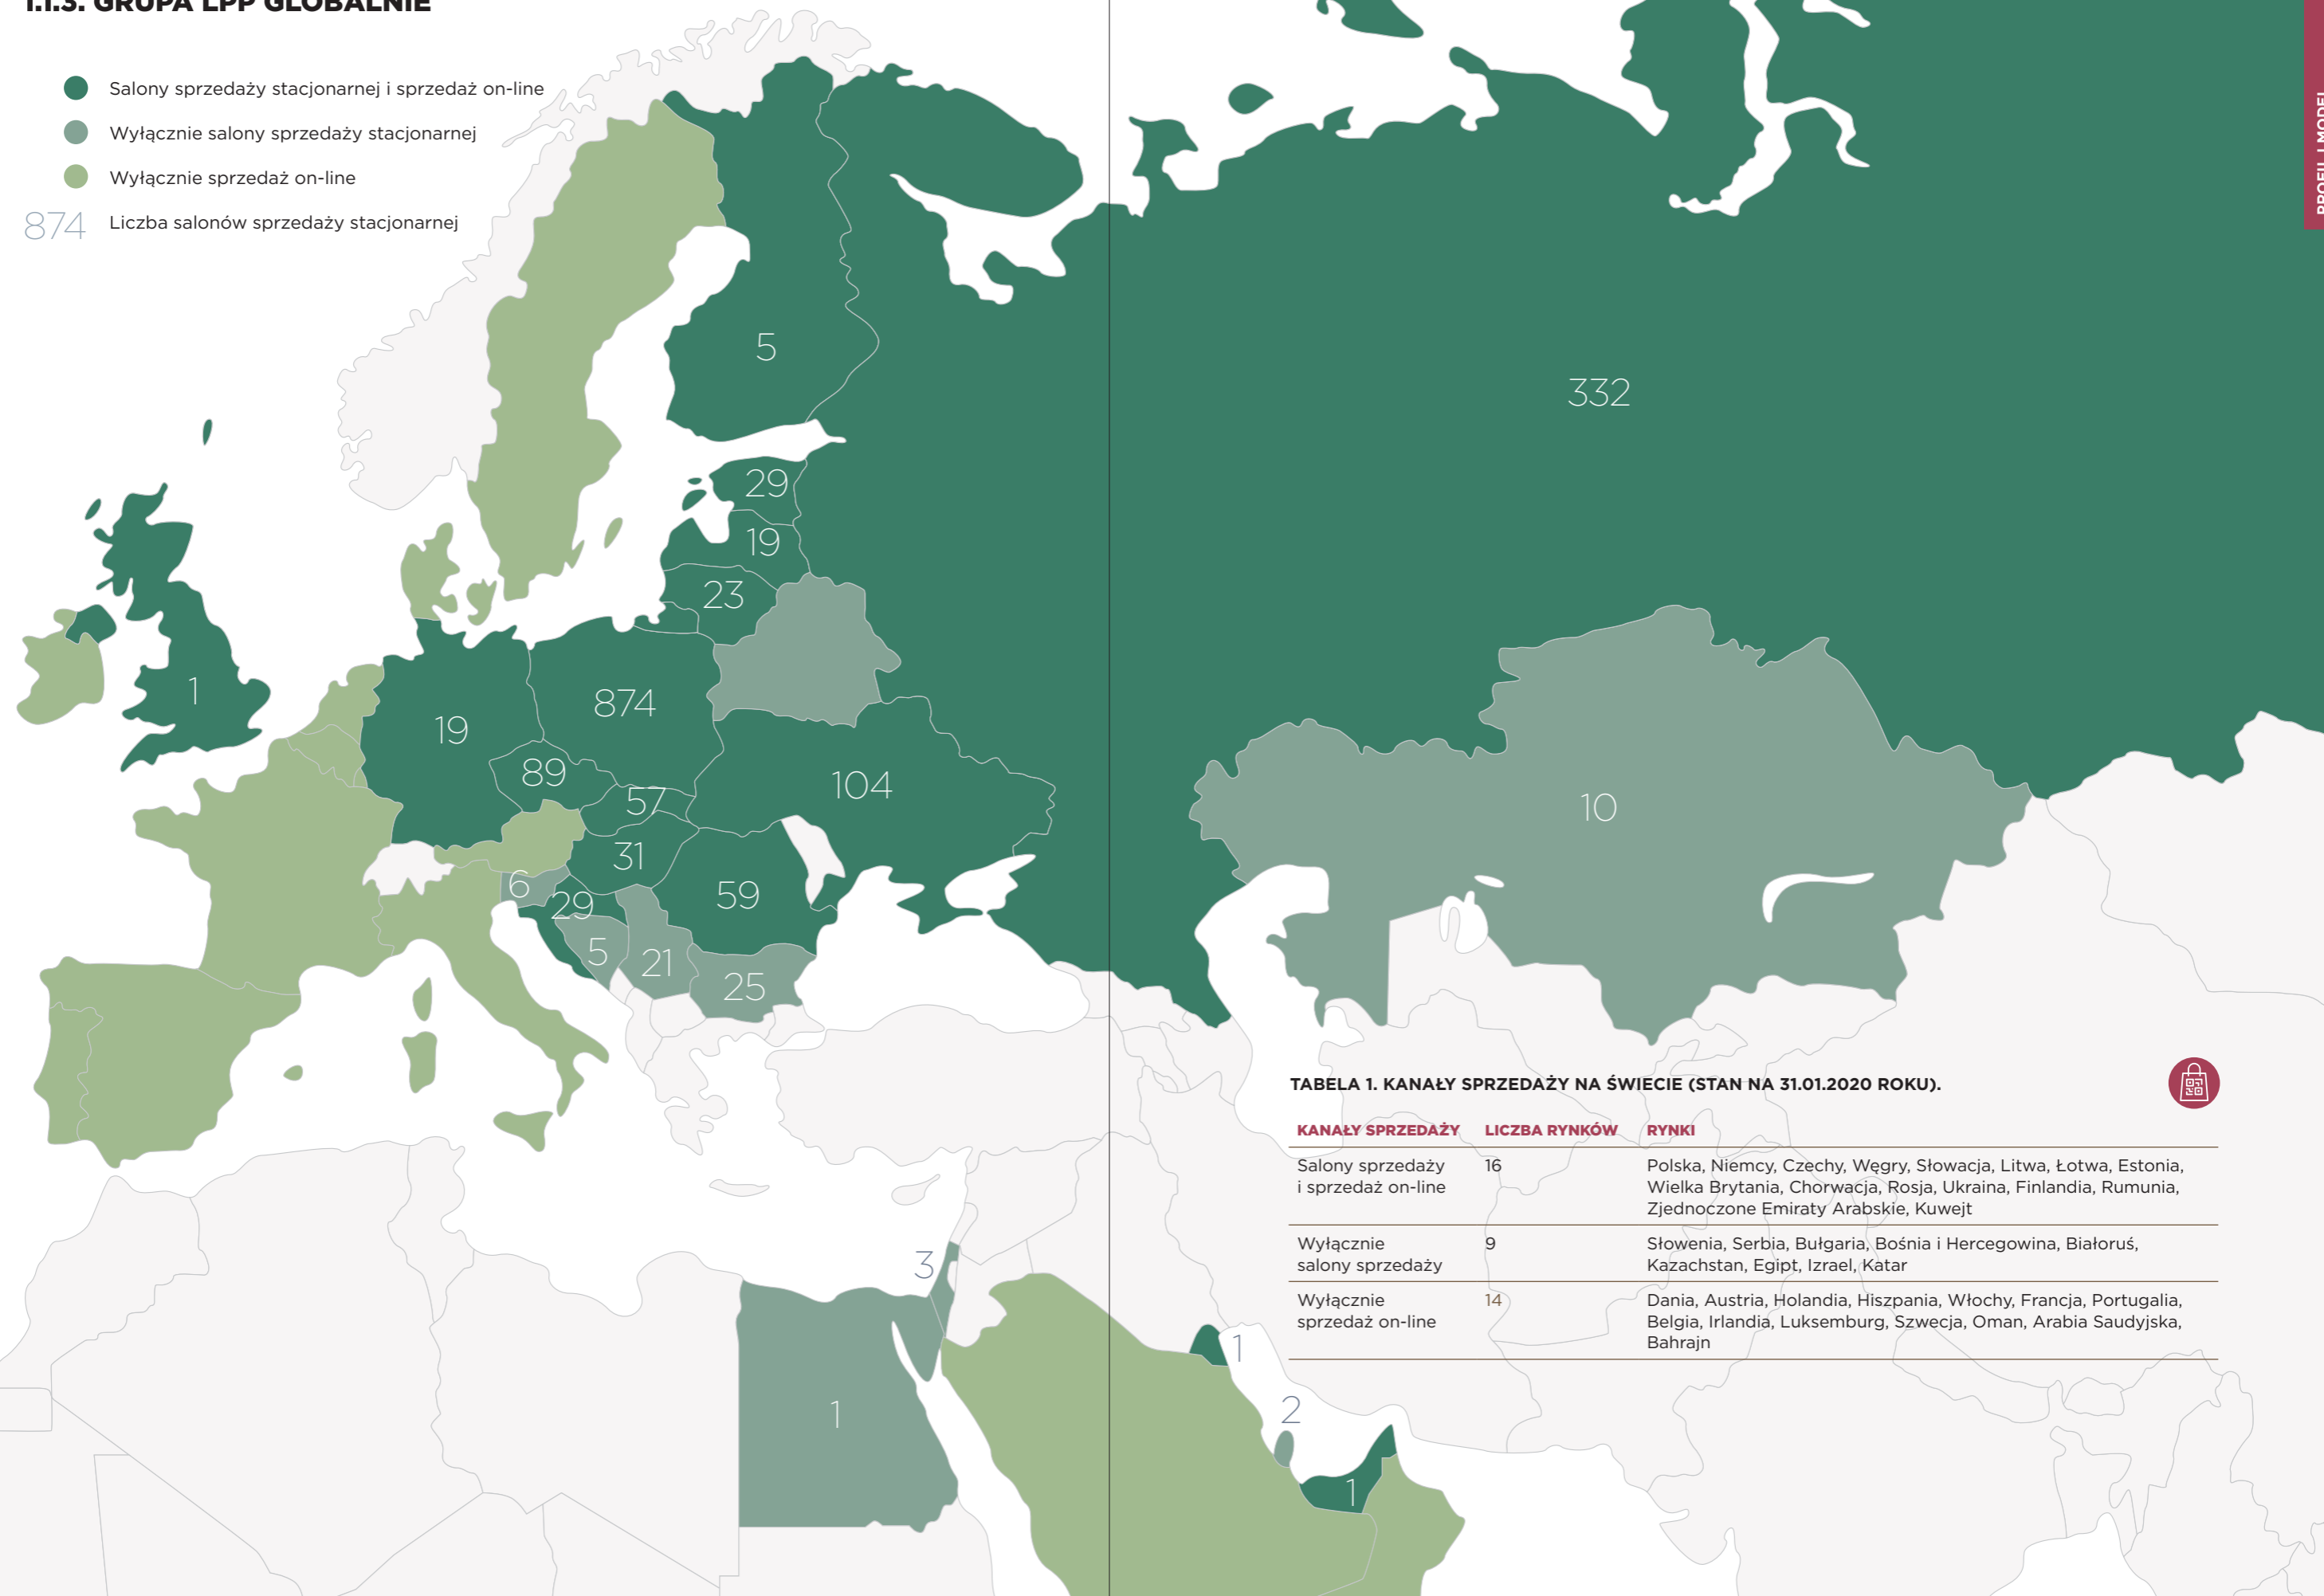 1.1.3. GRUPA LPP GLOBALNIE
Salony sprzedaży stacjonarnej i sprzedaż on-line
Wyłącznie salony sprzedaży stacjonarnej
Wyłącznie sprzedaż on-line
874 Liczba salonów sprzedaży stacjonarnej
5
332
29
19
23
1
874
19
89
104
57
10
31
6
59
29
5
21
25
3
1
2
1
1
TABELA 1. KANAŁY SPRZEDAŻY NA ŚWIECIE (STAN NA 31.01.2020 ROKU).
KANAŁY SPRZEDAŻY LICZBA RYNKÓW RYNKI
Salony sprzedaży 16 Polska, Niemcy, Czechy, Węgry, Słowacja, Litwa, Łotwa, Estonia,
i sprzedaż on-line Wielka Brytania, Chorwacja, Rosja, Ukraina, Finlandia, Rumunia,
Zjednoczone Emiraty Arabskie, Kuwejt
Wyłącznie 9 Słowenia, Serbia, Bułgaria, Bośnia i Hercegowina, Białoruś,
salony sprzedaży Kazachstan, Egipt, Izrael, Katar
Wyłącznie 14 Dania, Austria, Holandia, Hiszpania, Włochy, Francja, Portugalia,
sprzedaż on-line Belgia, Irlandia, Luksemburg, Szwecja, Oman, Arabia Saudyjska,
Bahrajn
PROFIL I MODEL